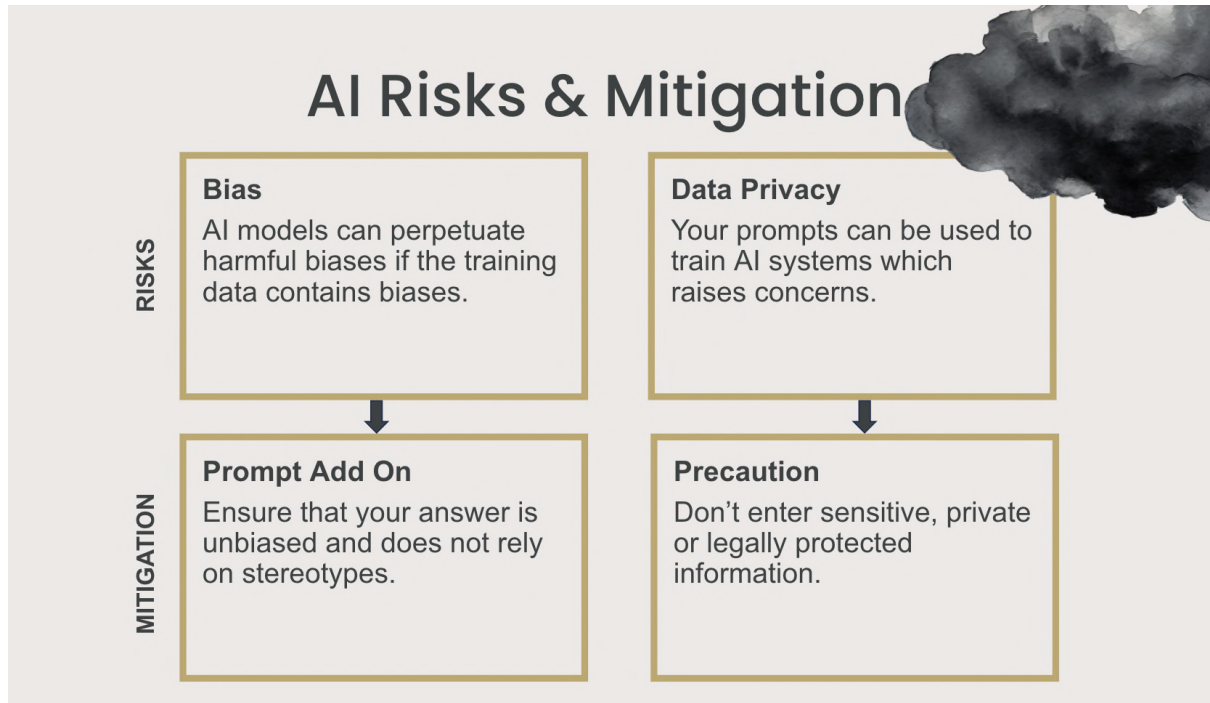 AI Risks & Mitigation
RISKS
Bias
AI models can perpetuate
harmful biases if the training
data contains biases.
Data Privacy
Your prompts can be used to
train AI systems which
raises concerns.
MITIGATION
Prompt Add On
Ensure that your answer is
unbiased and does not rely
on stereotypes.
Precaution
Don’t enter sensitive, private
or legally protected
information.